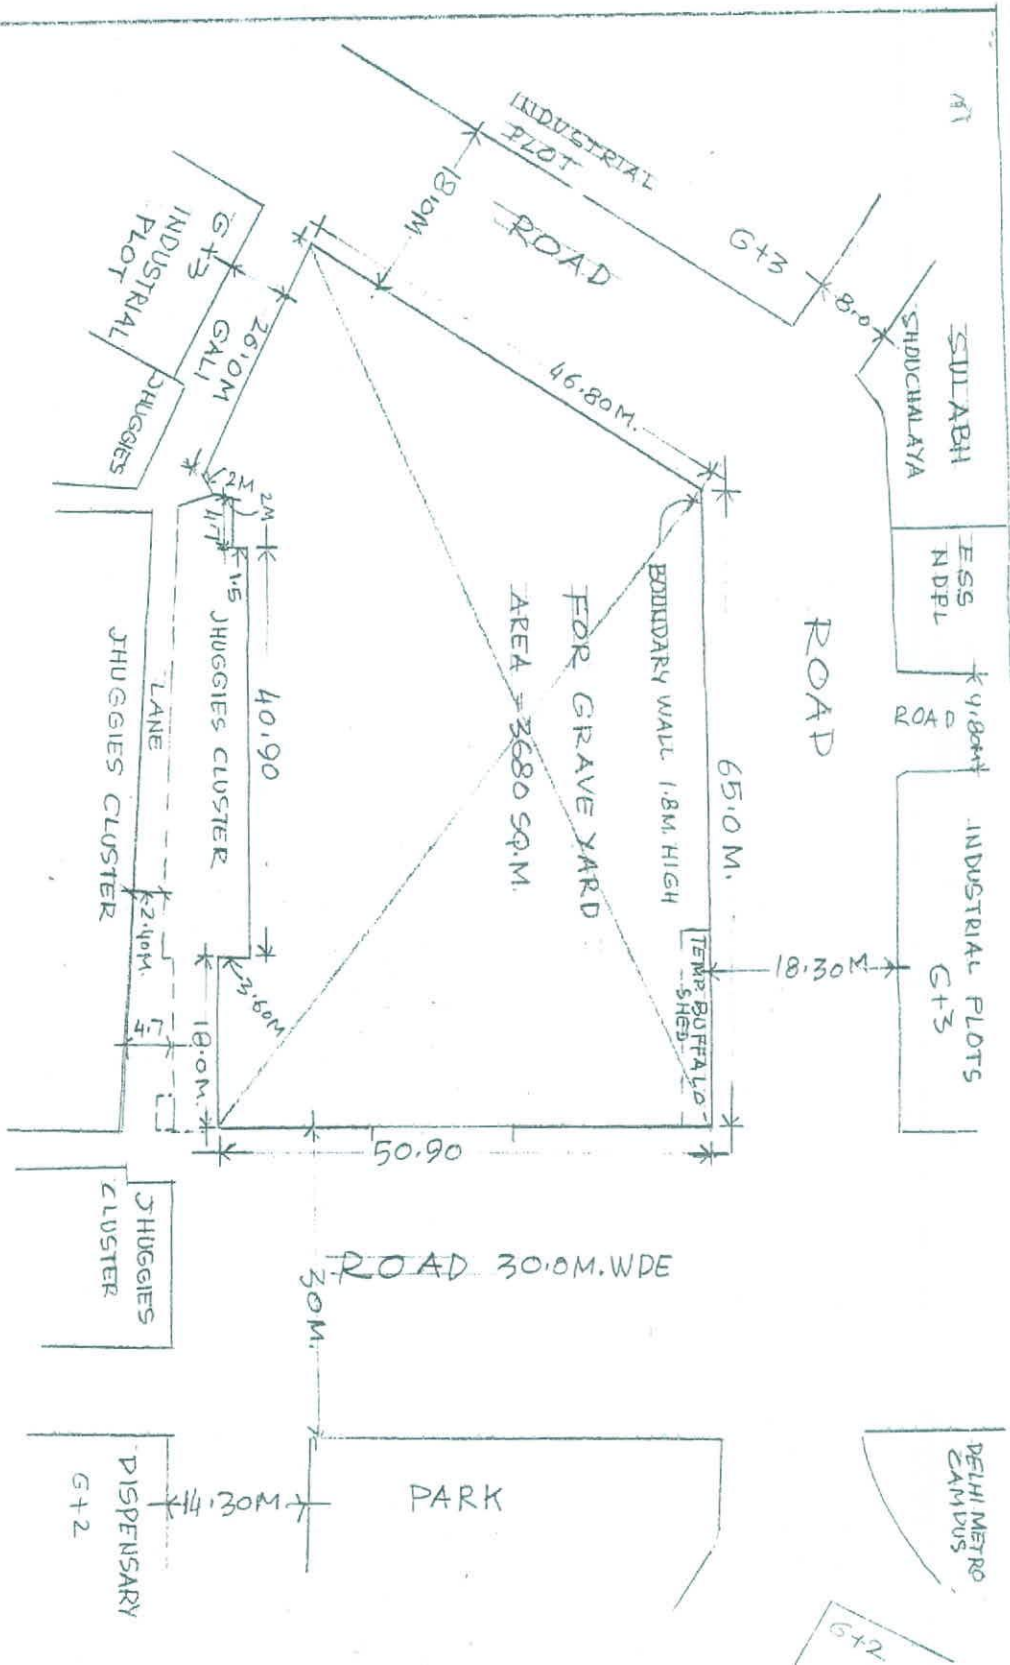 INDUSTRIAL
PLOT
18.0M
ROAD
G+3
8.0
SULABH
SHOUCHALAYA
ESS
NDPL
ROAD
9.80M
INDUSTRIAL PLOTS
G+3
ROAD
18.30M
G+3
INDUSTRIAL
PLOT
26.0M
GALI
JHUGGIES
46.80M.
65.0M.
BOUNDARY WALL 1.8M. HIGH
TEMP. BUFFALO
SHED
FOR GRAVE YARD
AREA = 3680 SQ.M.
2M
2M
4.7
1.5
40.90
JHUGGIES CLUSTER
LANE
JHUGGIES CLUSTER
2.40M.
4.7
3.60M
18.0M.
50.90
ROAD 30.0M. WDE
30M.
JHUGGIES
CLUSTER
DISPENSARY
G+2
14.30M
PARK
DELHI METRO
CAMPUS
G+2